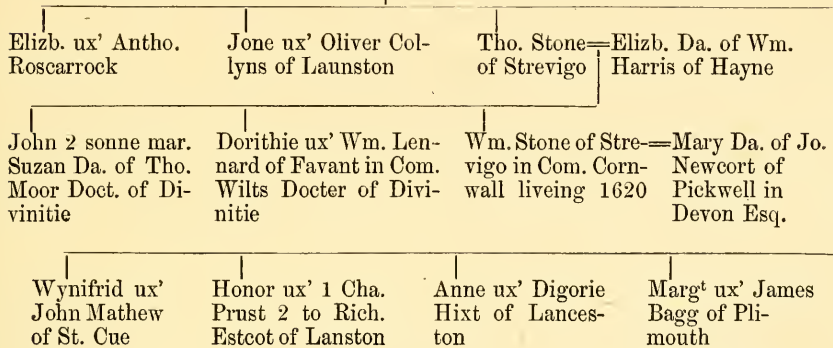 Elizb. ux' Antho.
Roscarrock
Jone ux' Oliver Col-
lyns of Launston
Tho. Stone=Elizb. Da. of Wm.
of Strevigo Harris of Hayne
John 2 sonne mar.
Suzan Da. of Tho.
Moor Doct. of Di-
vinitie
Dorithie ux' Wm. Len-
nard of Favant in Com.
Wilts Docter of Divi-
nitie
Wm. Stone of Stre-=Mary Da. of Jo.
vigo in Com. Corn- Newcort of
wall liveing 1620 Pickwell in
Devon Esq.
Wynifrid ux'
John Mathew
of St. Cue
Honor ux' 1 Cha.
Prust 2 to Rich.
Estcot of Lanston
Anne ux' Digorie
Hixt of Lances-
ton
Margᵗ ux' James
Bagg of Pli-
mouth